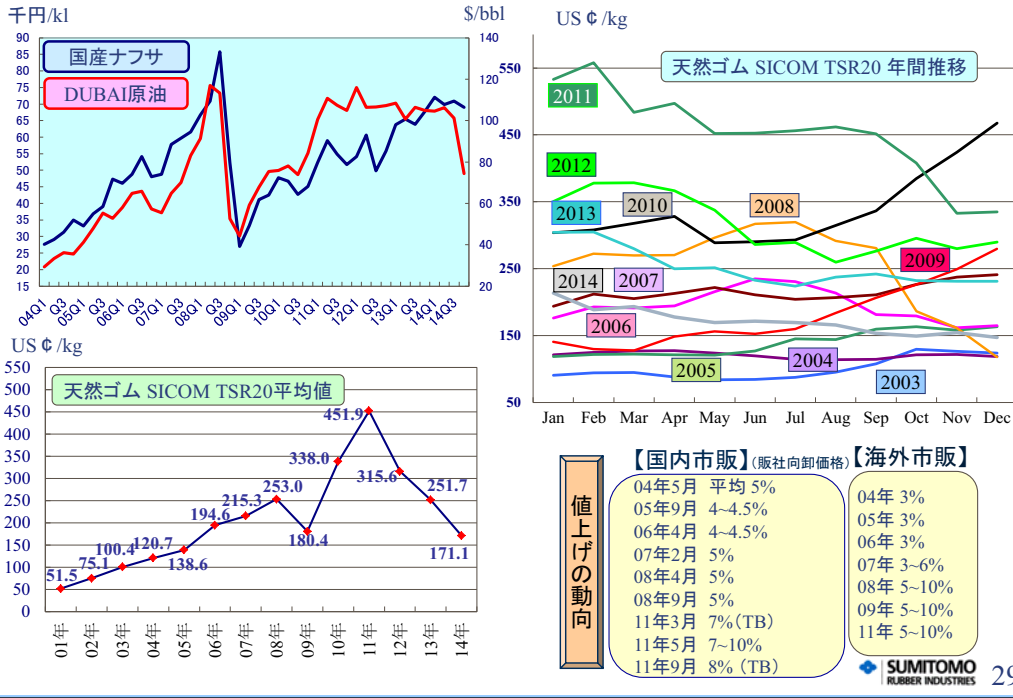 千円/kl
$/bbl
90
85
80
75
70
65
60
55
50
45
40
35
30
25
20
15
140
120
100
80
60
40
20
国産ナフサ
DUBAI原油
04Q1
Q3
05Q1
Q3
06Q1
Q3
07Q1
Q3
08Q1
Q3
09Q1
Q3
10Q1
Q3
11Q1
Q3
12Q1
Q3
13Q1
Q3
14Q1
14Q3
US ¢/kg
天然ゴム SICOM TSR20 年間推移
550
450
350
250
150
50
2011
2012
2013
2010
2008
2009
2014
2007
2006
2005
2004
2003
Jan Feb Mar Apr May Jun Jul Aug Sep Oct Nov Dec
US ¢/kg
天然ゴム SICOM TSR20平均値
550
500
450
400
350
300
250
200
150
100
50
0
51.5
75.1
100.4
120.7
138.6
194.6
215.3
253.0
180.4
338.0
451.9
315.6
251.7
171.1
01年
02年
03年
04年
05年
06年
07年
08年
09年
10年
11年
12年
13年
14年
値上げの動向
【国内市販】(販社向卸価格)
04年5月 平均 5%
05年9月 4~4.5%
06年4月 4~4.5%
07年2月 5%
08年4月 5%
08年9月 5%
11年3月 7%(TB)
11年5月 7~10%
11年9月 8% (TB)
【海外市販】
04年 3%
05年 3%
06年 3%
07年 3~6%
08年 5~10%
09年 5~10%
11年 5~10%
SUMITOMO
RUBBER INDUSTRIES
29